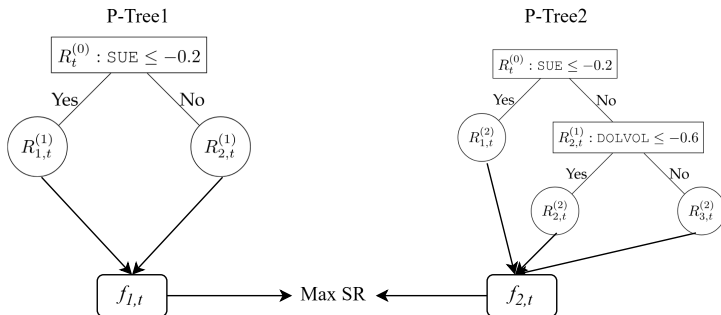 P-Tree1
P-Tree2
R_t^{(0)} : SUE ≤ −0.2
R_t^{(0)} : SUE ≤ −0.2
Yes
No
Yes
No
R_{1,t}^{(1)}
R_{2,t}^{(1)}
R_{1,t}^{(2)}
R_{2,t}^{(1)} : DOLVOL ≤ −0.6
Yes
No
R_{2,t}^{(2)}
R_{3,t}^{(2)}
f_{1,t}
Max SR
f_{2,t}